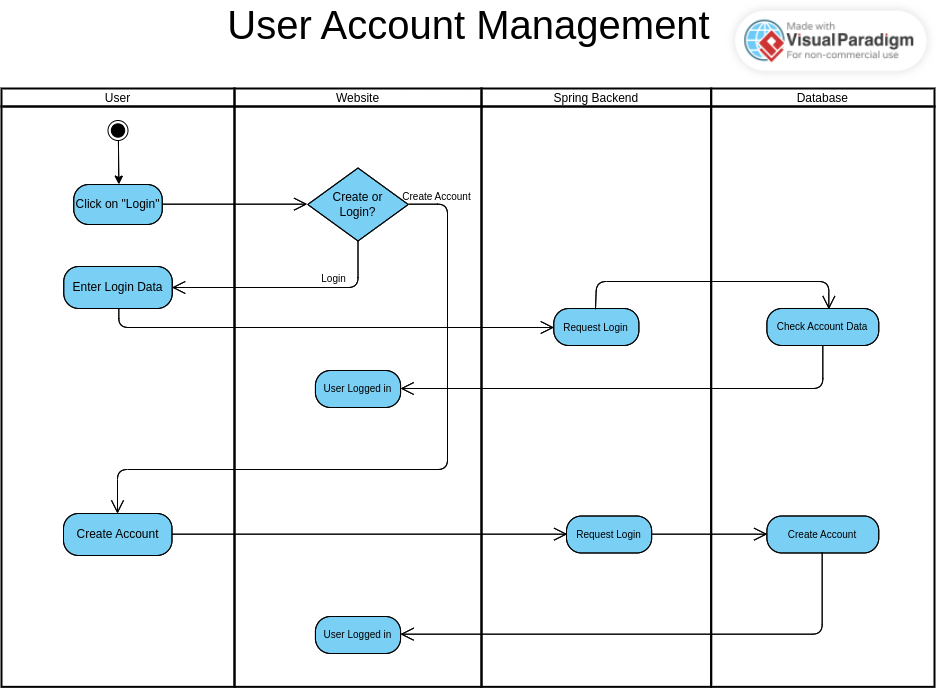 User Account Management
Made with
Visual Paradigm
For non-commercial use
User
Website
Spring Backend
Database
Click on "Login"
Create or
Login?
Create Account
Login
Enter Login Data
Request Login
Check Account Data
User Logged in
Create Account
Request Login
Create Account
User Logged in